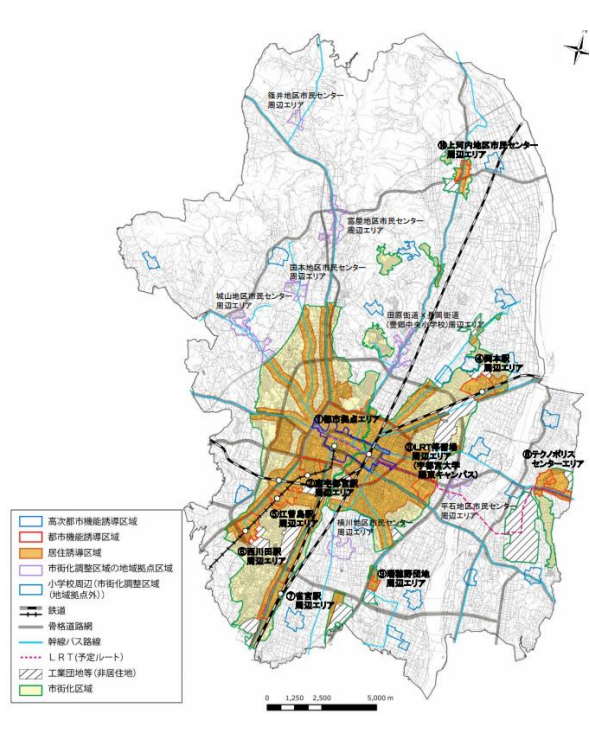 篠井地区市民センター
周辺エリア
⑩上河内地区市民センター
周辺エリア
富屋地区市民センター
周辺エリア
国本地区市民センター
周辺エリア
城山地区市民センター
周辺エリア
田原街道×長岡街道
(豊郷中央小学校)周辺エリア
④岡本駅
周辺エリア
①都市拠点エリア
③LRT停留場
周辺エリア
(宇都宮大学
陽東キャンパス)
⑧テクノポリス
センターエリア
②南宇都宮駅
周辺エリア
⑤江曽島駅
周辺エリア
平石地区市民センター
周辺エリア
横川地区市民センター
周辺エリア
⑥西川田駅
周辺エリア
⑨瑞穂野団地
周辺エリア
⑦雀宮駅
周辺エリア
高次都市機能誘導区域
都市機能誘導区域
居住誘導区域
市街化調整区域の地域拠点区域
小学校周辺(市街化調整区域
(地域拠点外))
鉄道
骨格道路網
幹線バス路線
LRT(予定ルート)
工業団地等(非居住地)
市街化区域
0 1,250 2,500 5,000 m